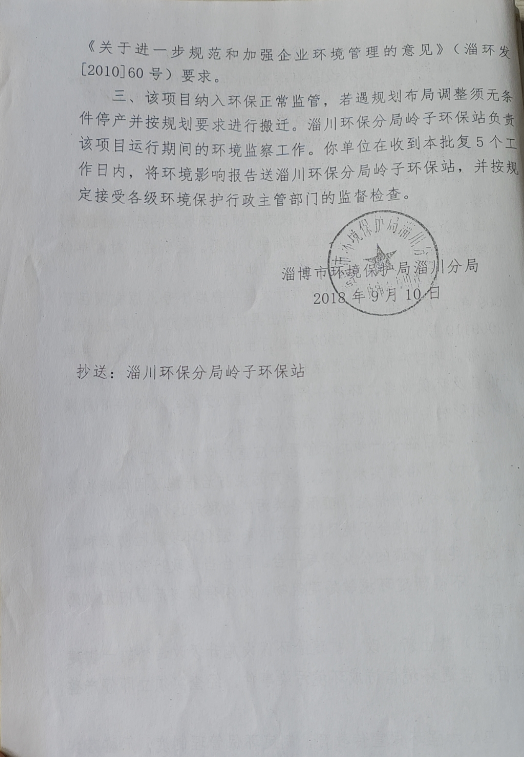 《关于进一步规范和加强企业环境管理的意见》（淄环发
[2010]60 号）要求。
三、该项目纳入环保正常监管，若遇规划布局调整须无条
件停产并按规划要求进行搬迁。淄川环保分局岭子环保站负责
该项目运行期间的环境监察工作。你单位在收到本批复 5 个工
作日内，将环境影响报告送淄川环保分局岭子环保站，并按规
定接受各级环境保护行政主管部门的监督检查。
淄博市环境保护局淄川分局
2018 年 9 月 10 日
抄送：淄川环保分局岭子环保站